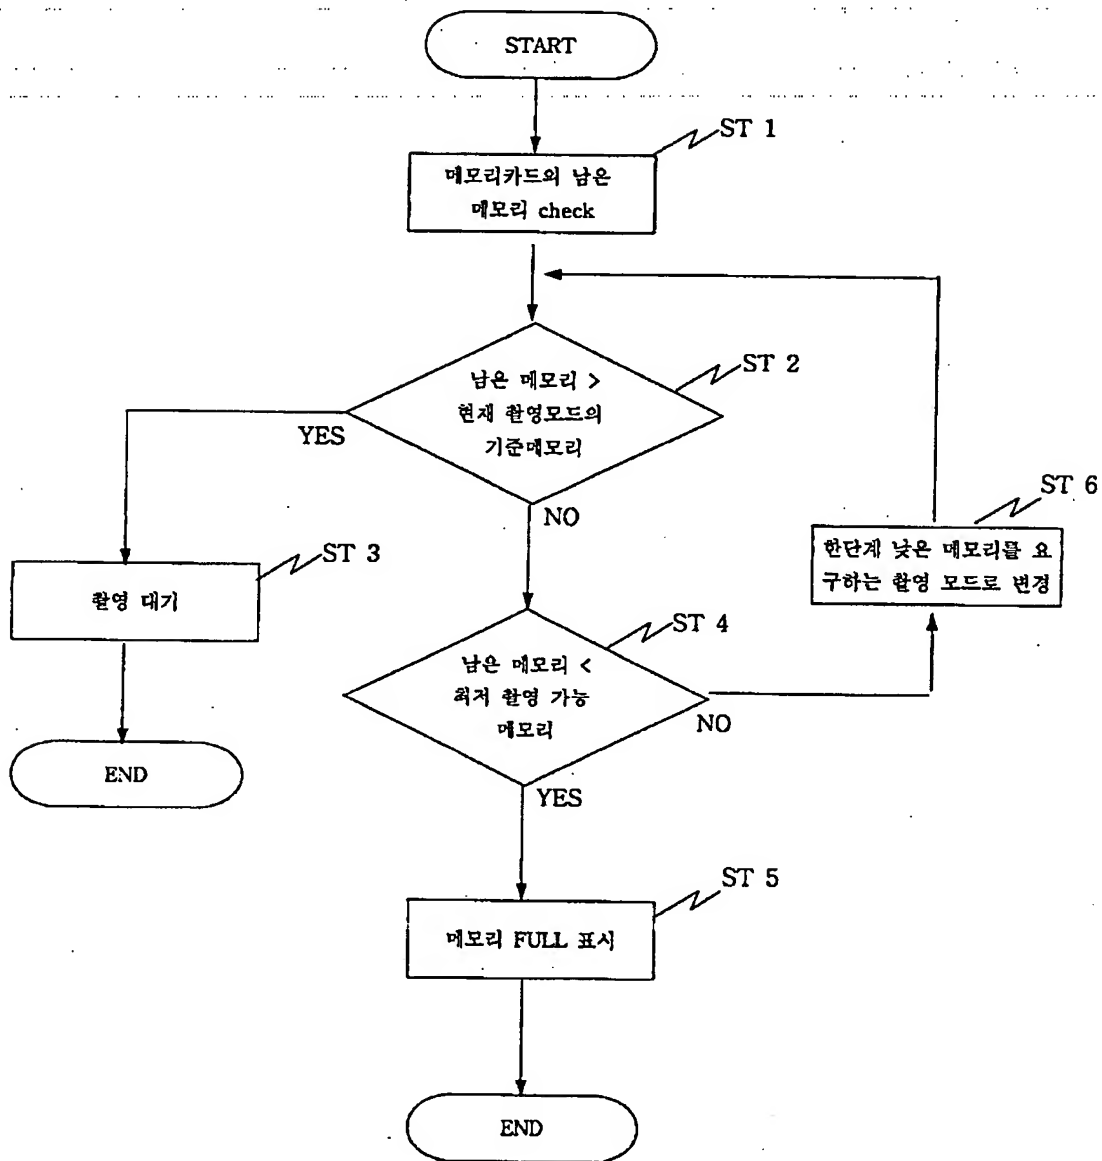 START
ST 1
메모리카드의 남은
메모리 check
ST 2
남은 메모리 >
현재 촬영모드의
기준메모리
YES
NO
ST 6
한단계 낮은 메모리를 요
구하는 촬영 모드로 변경
ST 3
촬영 대기
ST 4
남은 메모리 <
최저 촬영 가능
메모리
NO
END
YES
ST 5
메모리 FULL 표시
END